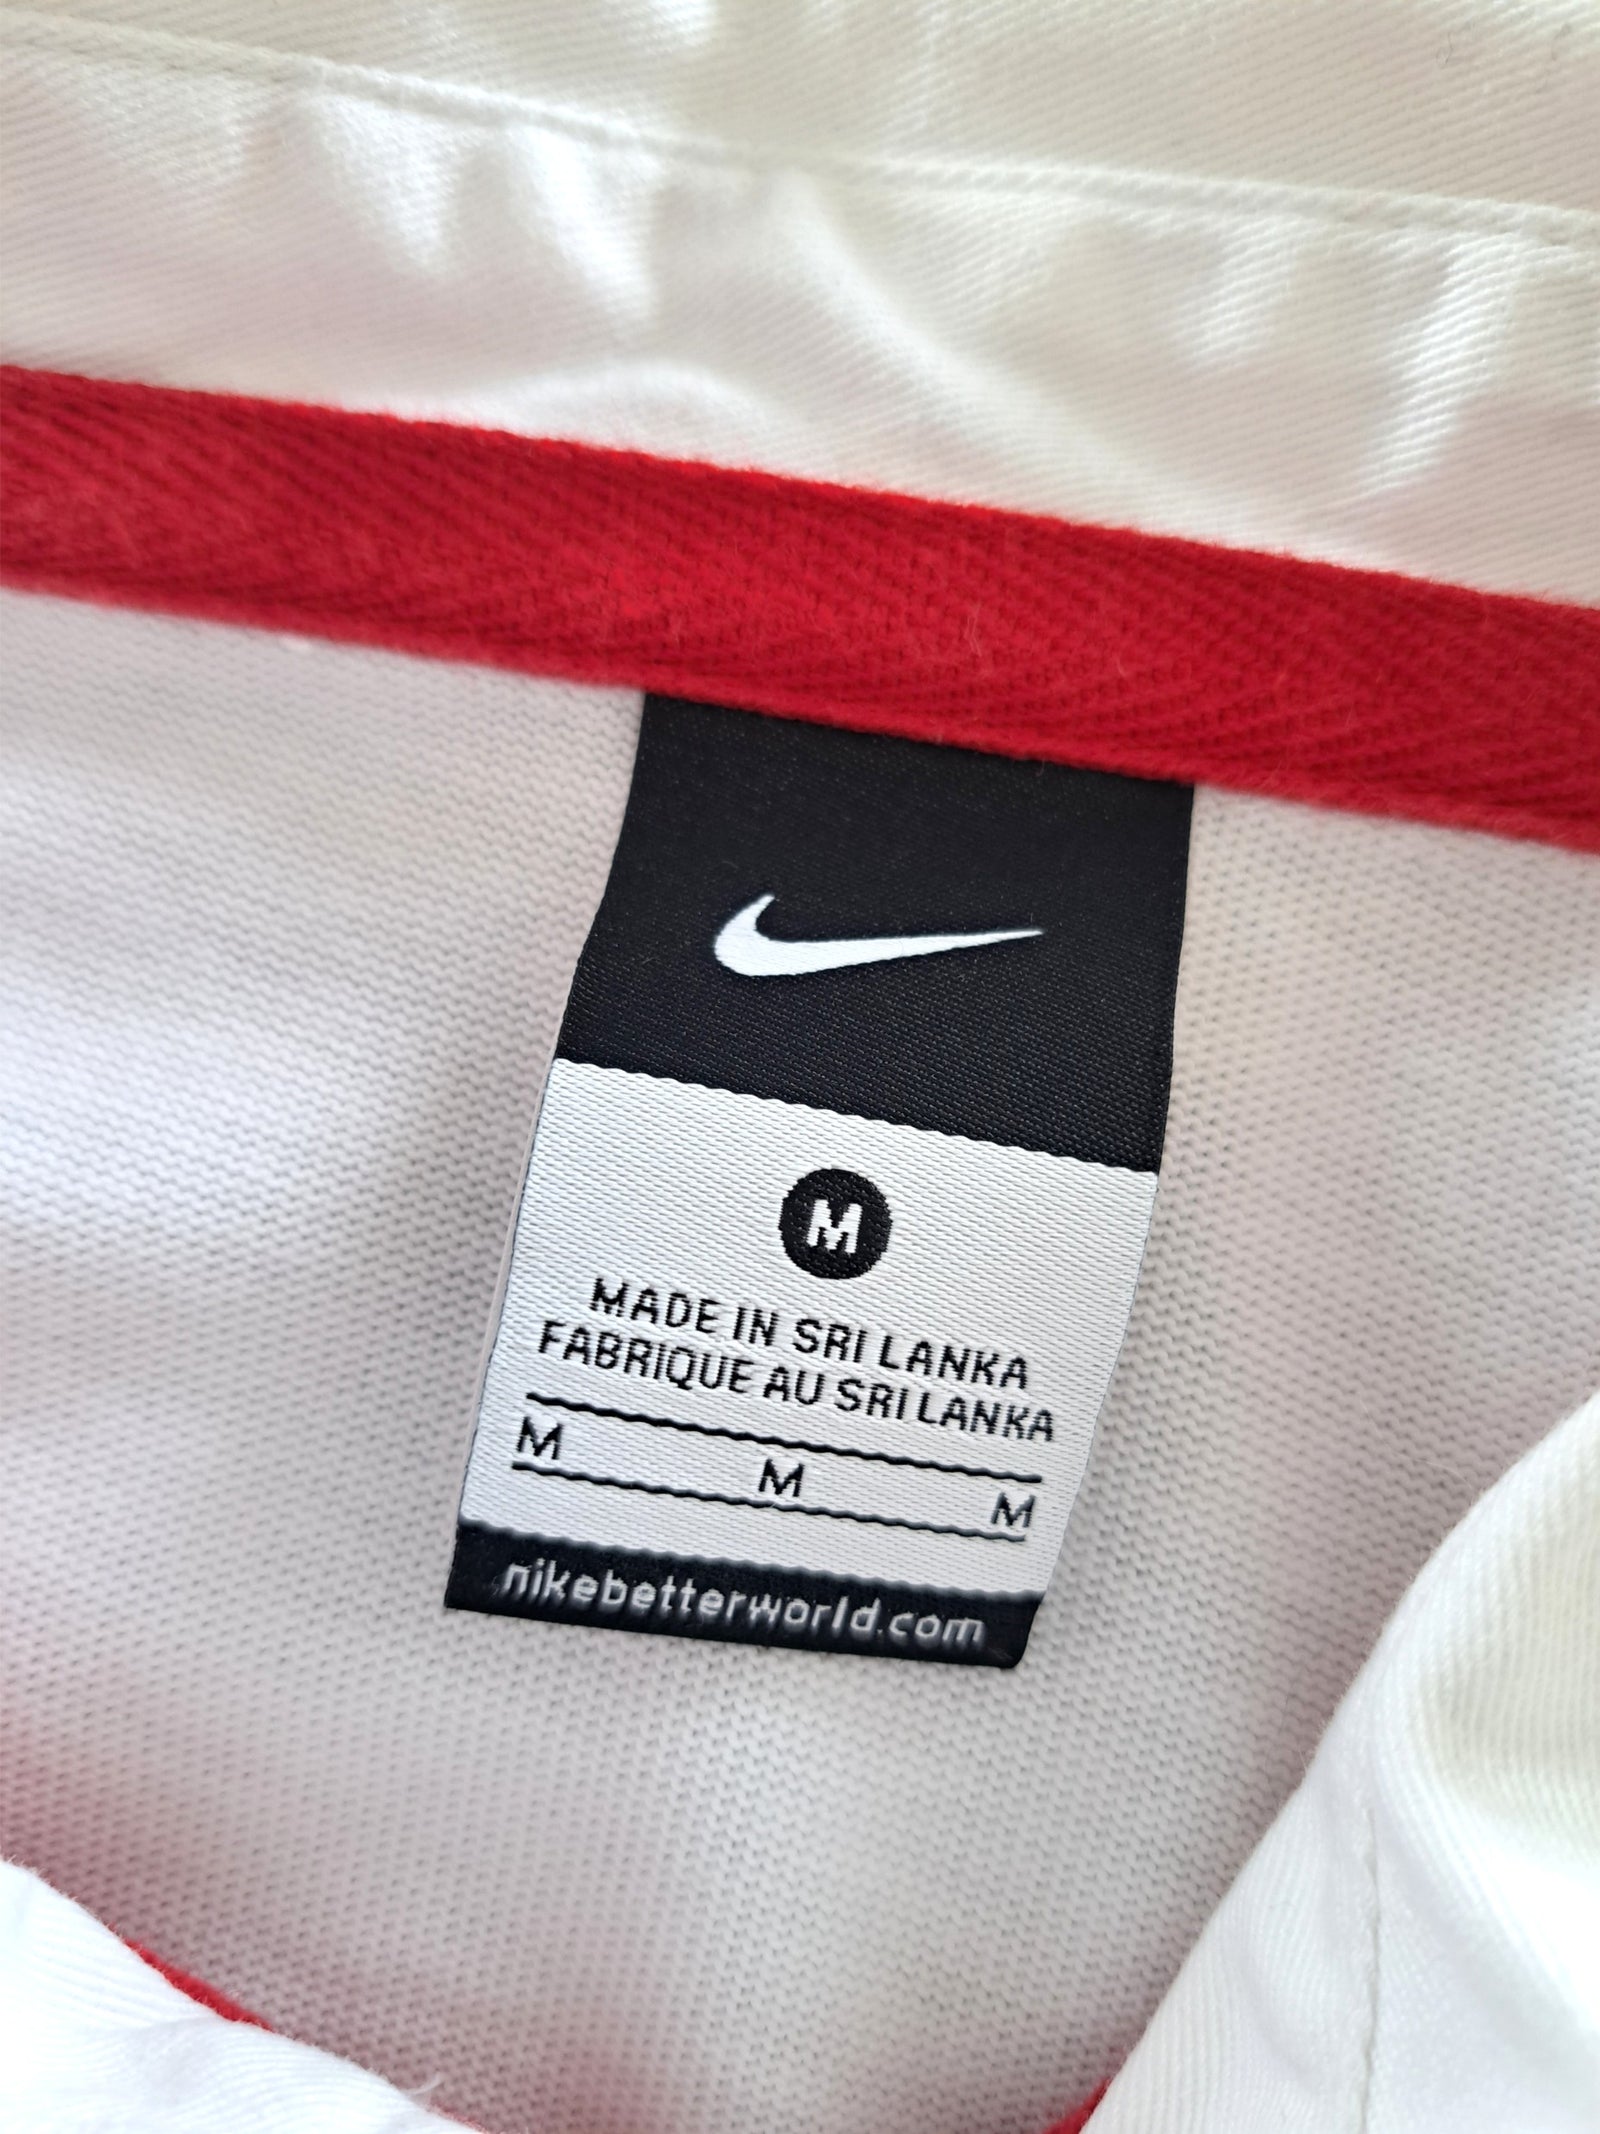 M
MADE IN SRI LANKA
FABRIQUE AU SRI LANKA
M M M
nikebetterworld.com